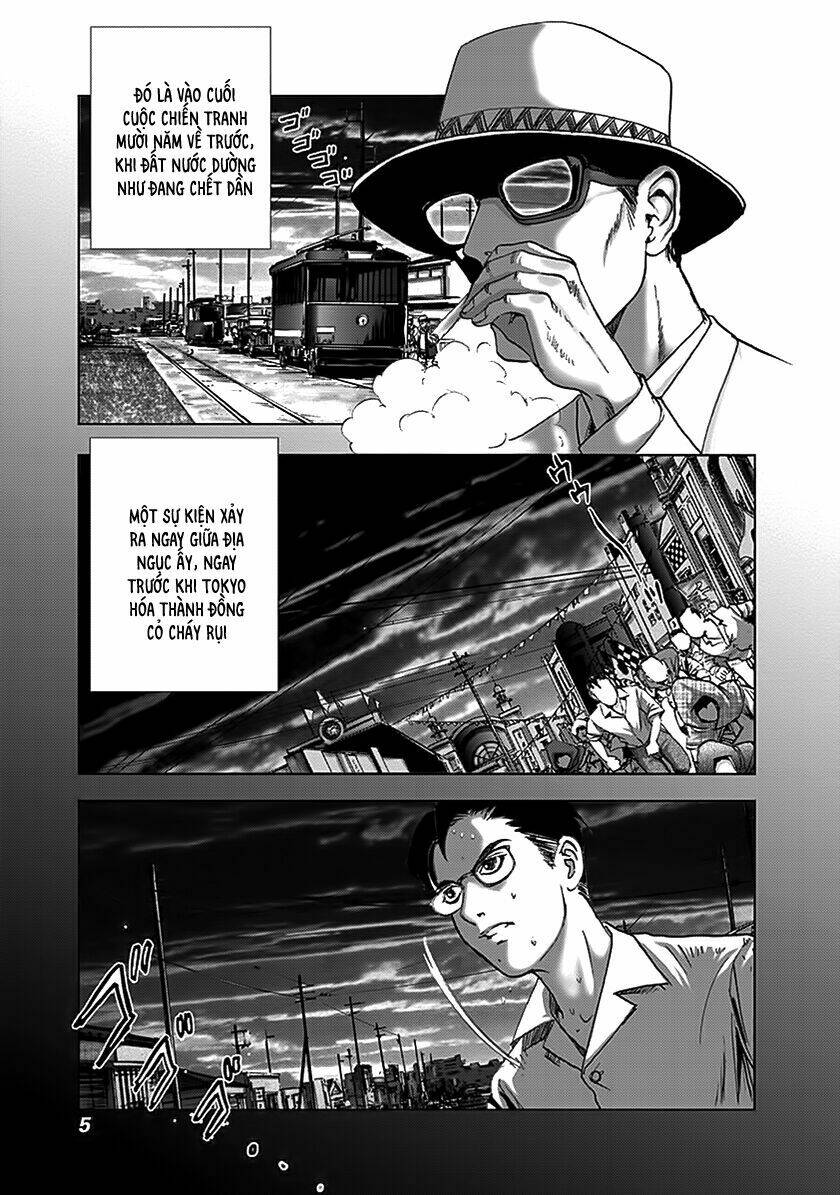 ĐÓ LÀ VÀO CUỐI
CUỘC CHIẾN TRANH
MƯỜI NĂM VỀ TRƯỚC,
KHI ĐẤT NƯỚC DƯỜNG
NHƯ ĐANG CHẾT DẦN
ゴゴゴゴ
MỘT SỰ KIỆN XẢY
RA NGAY GIỮA ĐỊA
NGỤC ẤY, NGAY
TRƯỚC KHI TOKYO
HÓA THÀNH ĐỒNG
CỎ CHÁY RỤI
5